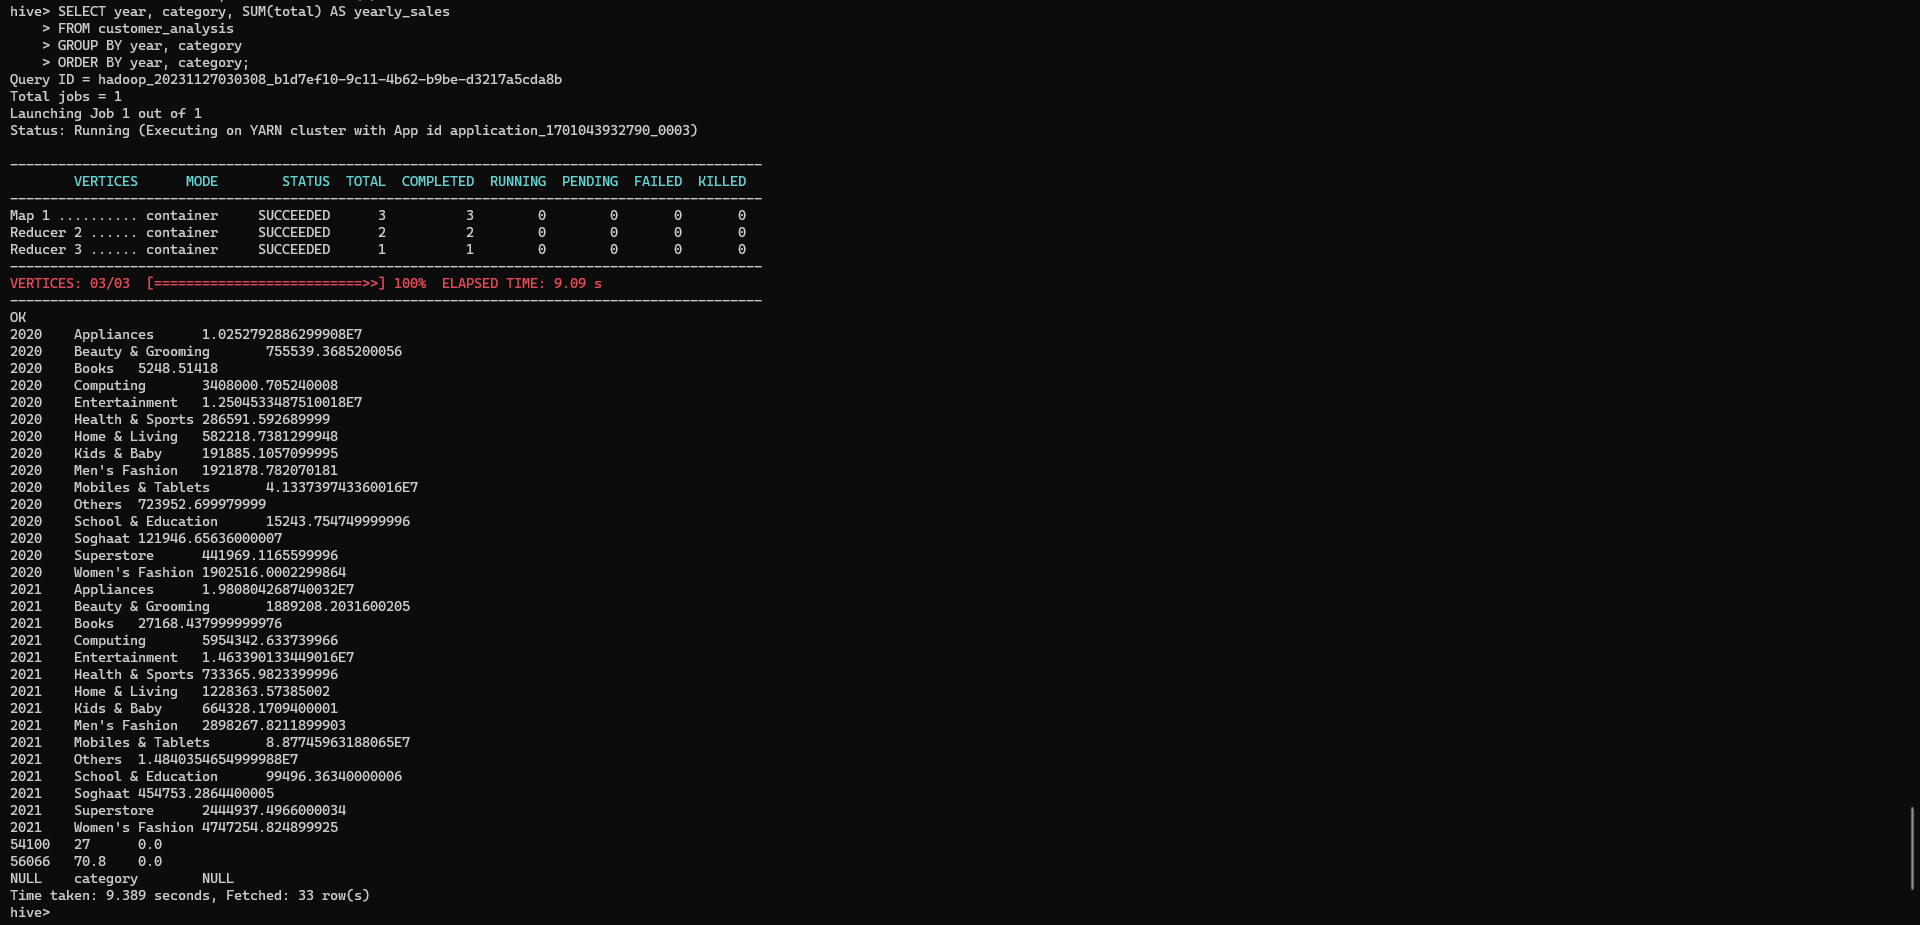 hive> SELECT year, category, SUM(total) AS yearly_sales
    > FROM customer_analysis
    > GROUP BY year, category
    > ORDER BY year, category;
Query ID = hadoop_20231127030308_b1d7ef10-9c11-4b62-b9be-d3217a5cda8b
Total jobs = 1
Launching Job 1 out of 1
Status: Running (Executing on YARN cluster with App id application_1701043932790_0003)

----------------------------------------------------------------------------------------------
        VERTICES      MODE        STATUS  TOTAL  COMPLETED  RUNNING  PENDING  FAILED  KILLED
----------------------------------------------------------------------------------------------
Map 1 .......... container     SUCCEEDED      3          3        0        0       0       0
Reducer 2 ...... container     SUCCEEDED      2          2        0        0       0       0
Reducer 3 ...... container     SUCCEEDED      1          1        0        0       0       0
----------------------------------------------------------------------------------------------
VERTICES: 03/03  [==========================>>] 100%  ELAPSED TIME: 9.09 s
----------------------------------------------------------------------------------------------
OK
2020    Appliances      1.0252792886299908E7
2020    Beauty & Grooming       755539.3685200056
2020    Books   5248.51418
2020    Computing       3408000.705240008
2020    Entertainment   1.2504533487510018E7
2020    Health & Sports 286591.592689999
2020    Home & Living   582218.7381299948
2020    Kids & Baby     191885.1057099995
2020    Men's Fashion   1921878.782070181
2020    Mobiles & Tablets       4.133739743360016E7
2020    Others  723952.699979999
2020    School & Education      15243.754749999996
2020    Soghaat 121946.65636000007
2020    Superstore      441969.1165599996
2020    Women's Fashion 1902516.0002299864
2021    Appliances      1.980804268740032E7
2021    Beauty & Grooming       1889208.2031600205
2021    Books   27168.437999999976
2021    Computing       5954342.633739966
2021    Entertainment   1.463390133449016E7
2021    Health & Sports 733365.9823399996
2021    Home & Living   1228363.57385002
2021    Kids & Baby     664328.1709400001
2021    Men's Fashion   2898267.8211899903
2021    Mobiles & Tablets       8.87745963188065E7
2021    Others  1.4840354654999988E7
2021    School & Education      99496.36340000006
2021    Soghaat 454753.2864400005
2021    Superstore      2444937.4966000034
2021    Women's Fashion 4747254.824899925
54100   27      0.0
56066   70.8    0.0
NULL    category        NULL
Time taken: 9.389 seconds, Fetched: 33 row(s)
hive>